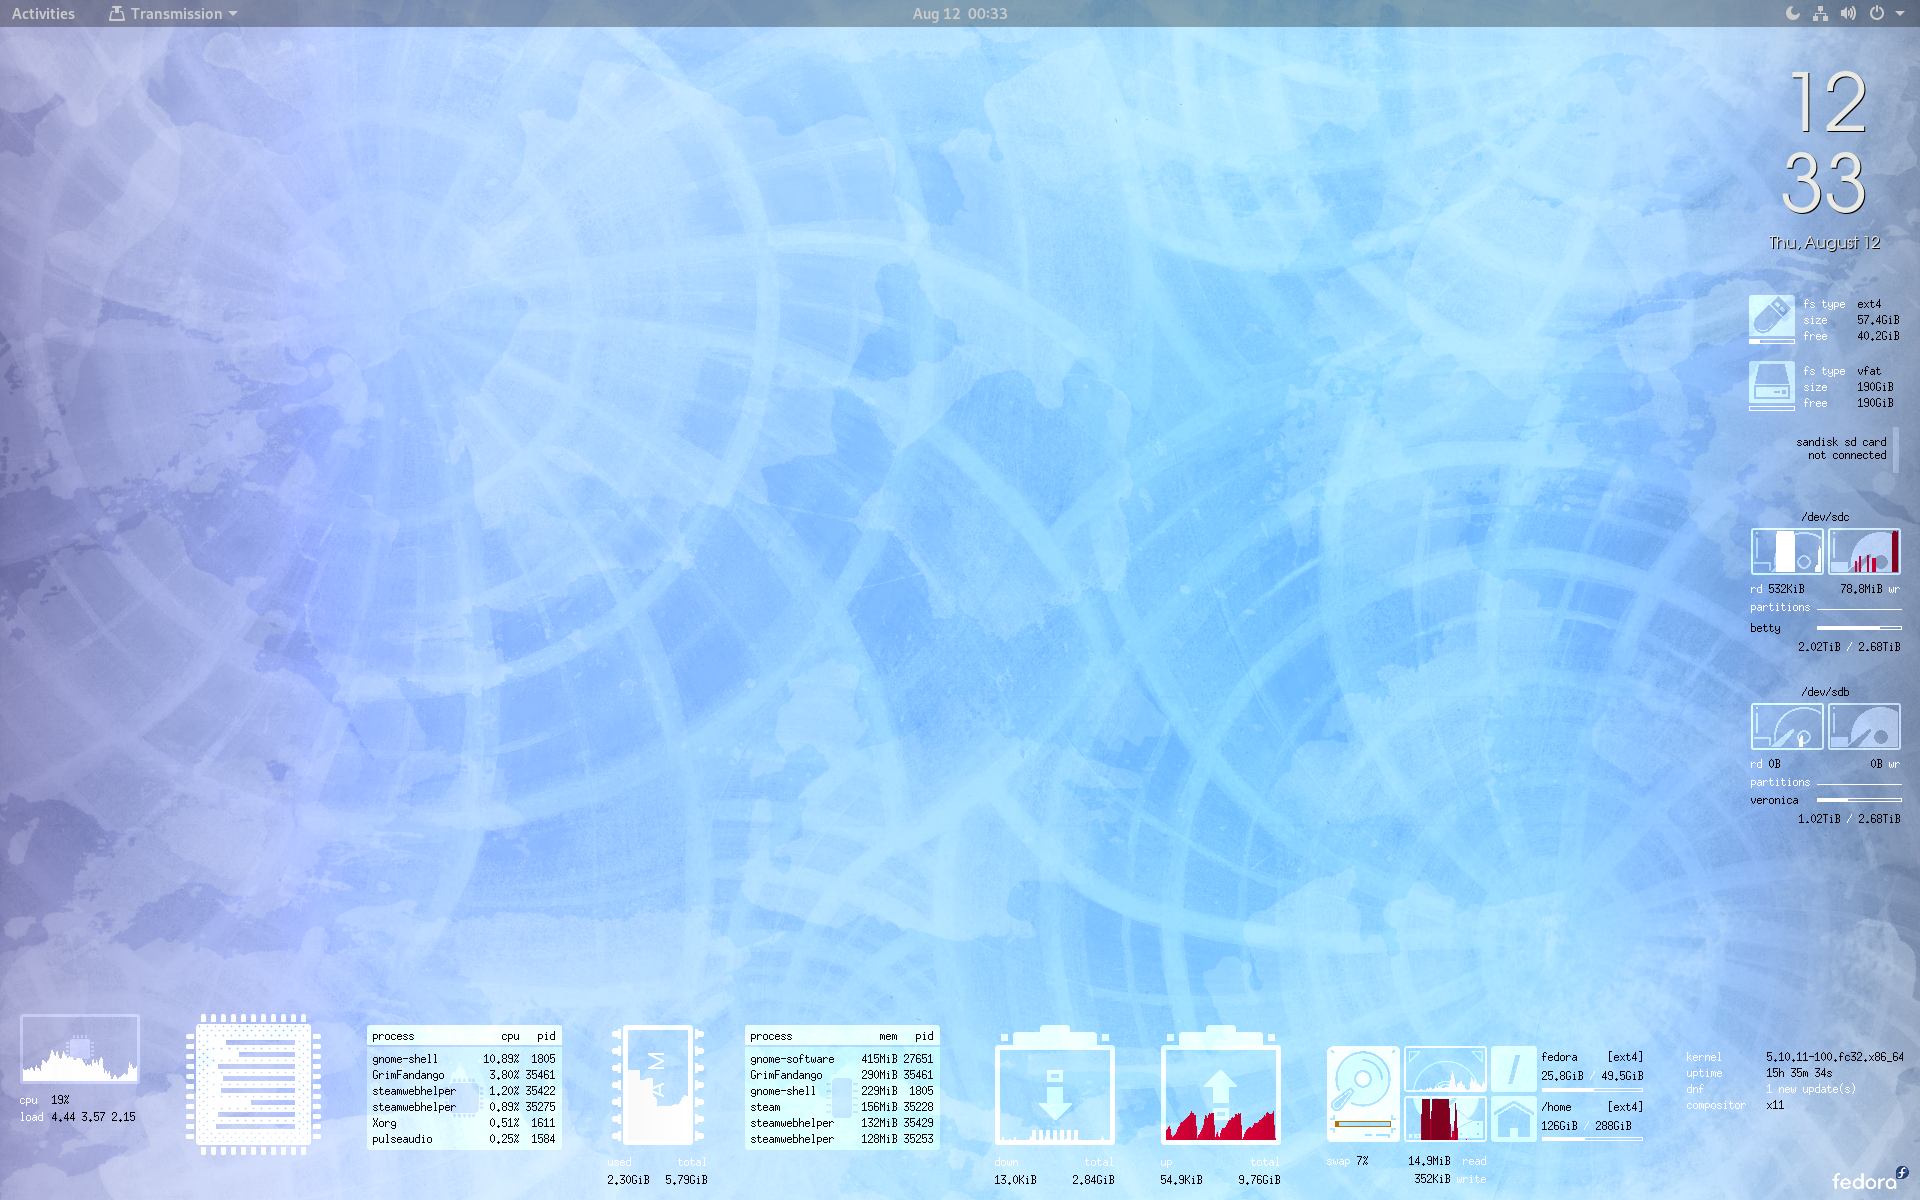 Activities Transmission Aug 12 00:33
12
33
Thu, August 12
fs type ext4
size 57.4GiB
free 40.2GiB
fs type vfat
size 190GiB
free 190GiB
sandisk sd card
not connected
/dev/sdc
rd 532KiB 78.8MiB wr
partitions
betty
2.02TiB / 2.68TiB
/dev/sdb
rd 0B 0B wr
partitions
veronica
1.02TiB / 2.68TiB
cpu 19%
load 4.44 3.57 2.15
process cpu pid
gnome-shell 10.89% 1805
GrimFandango 3.80% 35461
steamwebhelper 1.20% 35422
steamwebhelper 0.89% 35275
Xorg 0.51% 1611
pulseaudio 0.25% 1584
RAM
used total
2.30GiB 5.79GiB
process mem pid
gnome-software 415MiB 27651
GrimFandango 290MiB 35461
gnome-shell 229MiB 1805
steam 156MiB 35228
steamwebhelper 132MiB 35429
steamwebhelper 128MiB 35253
down total
13.0KiB 2.84GiB
up total
54.9KiB 9.76GiB
swap 7%
14.9MiB read
352KiB write
/
fedora [ext4]
25.8GiB / 49.5GiB
/home [ext4]
126GiB / 288GiB
kernel 5.10.11-100.fc32.x86_64
uptime 15h 35m 34s
dnf 1 new update(s)
compositor x11
fedora